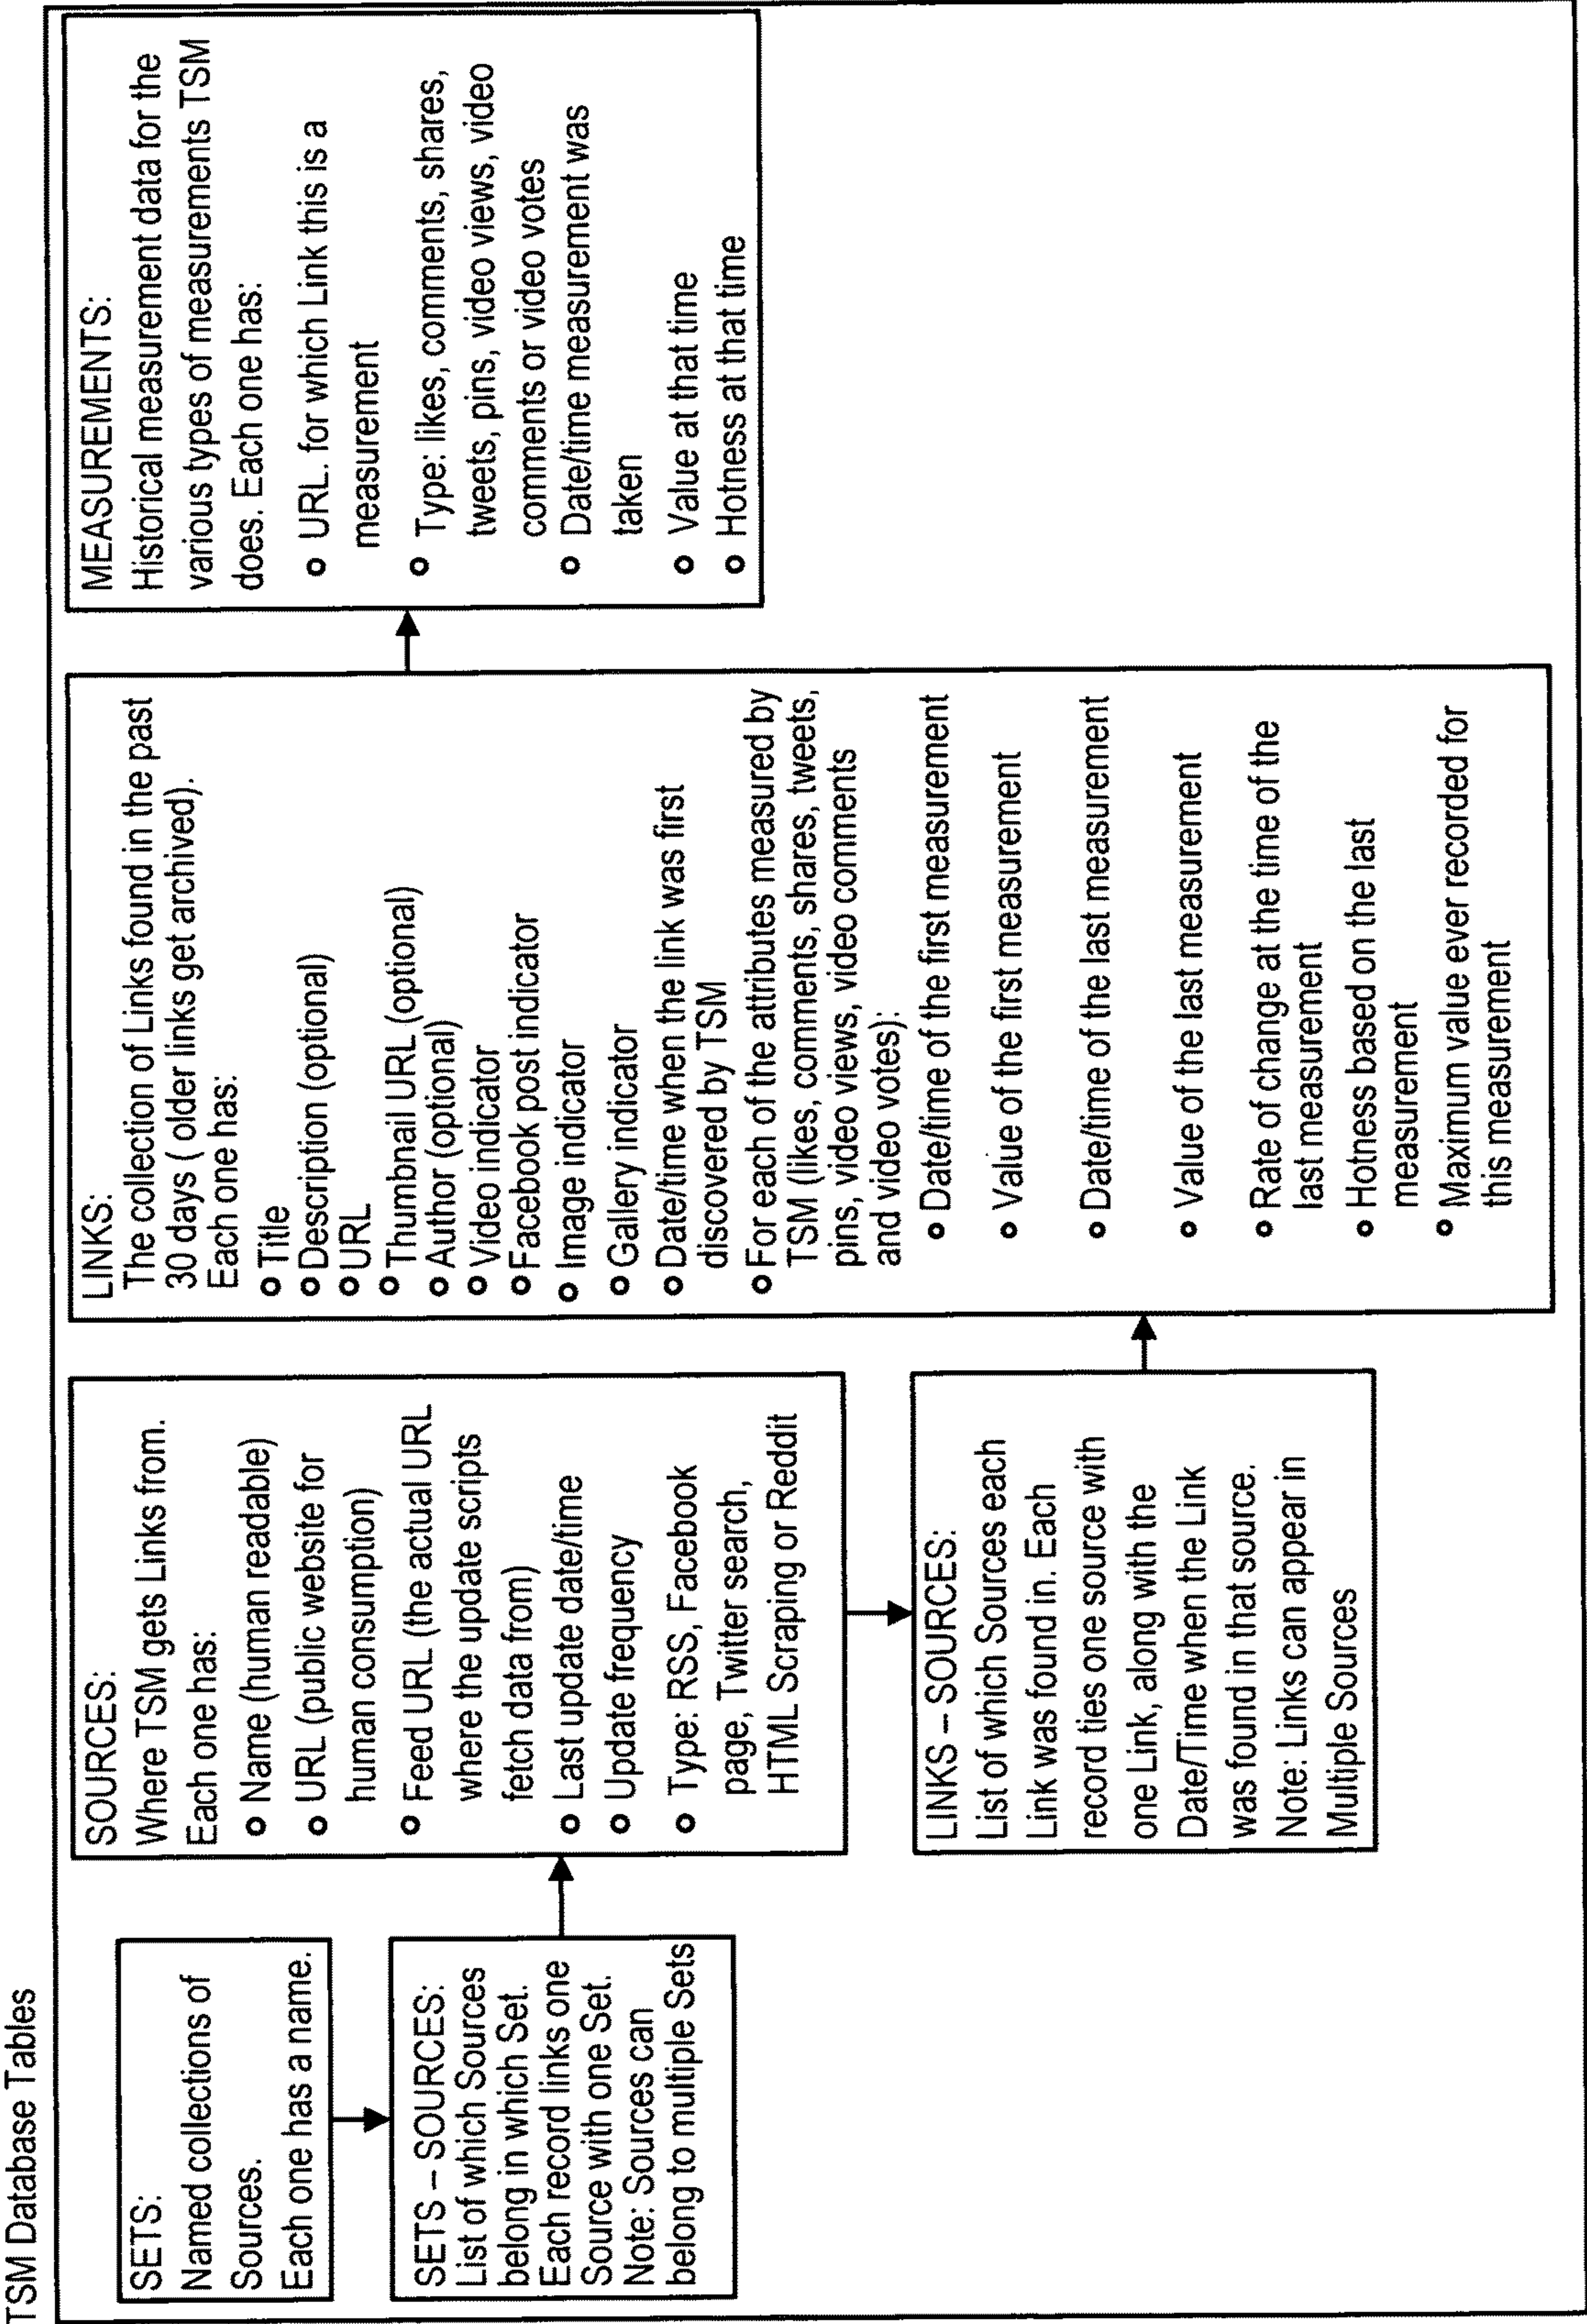 TSM Database Tables
SETS:
Named collections of
Sources.
Each one has a name.
SETS – SOURCES:
List of which Sources
belong in which Set.
Each record links one
Source with one Set.
Note: Sources can
belong to multiple Sets
SOURCES:
Where TSM gets Links from.
Each one has:
Name (human readable)
URL (public website for
human consumption)
Feed URL (the actual URL
where the update scripts
fetch data from)
Last update date/time
Update frequency
Type: RSS, Facebook
page, Twitter search,
HTML Scraping or Reddit
LINKS – SOURCES:
List of which Sources each
Link was found in. Each
record ties one source with
one Link, along with the
Date/Time when the Link
was found in that source.
Note: Links can appear in
Multiple Sources
LINKS:
The collection of Links found in the past
30 days ( older links get archived).
Each one has:
Title
Description (optional)
URL
Thumbnail URL (optional)
Author (optional)
Video indicator
Facebook post indicator
Image indicator
Gallery indicator
Date/time when the link was first
discovered by TSM
For each of the attributes measured by
TSM (likes, comments, shares, tweets,
pins, video views, video comments
and video votes):
Date/time of the first measurement
Value of the first measurement
Date/time of the last measurement
Value of the last measurement
Rate of change at the time of the
last measurement
Hotness based on the last
measurement
Maximum value ever recorded for
this measurement
MEASUREMENTS:
Historical measurement data for the
various types of measurements TSM
does. Each one has:
URL. for which Link this is a
measurement
Type: likes, comments, shares,
tweets, pins, video views, video
comments or video votes
Date/time measurement was
taken
Value at that time
Hotness at that time